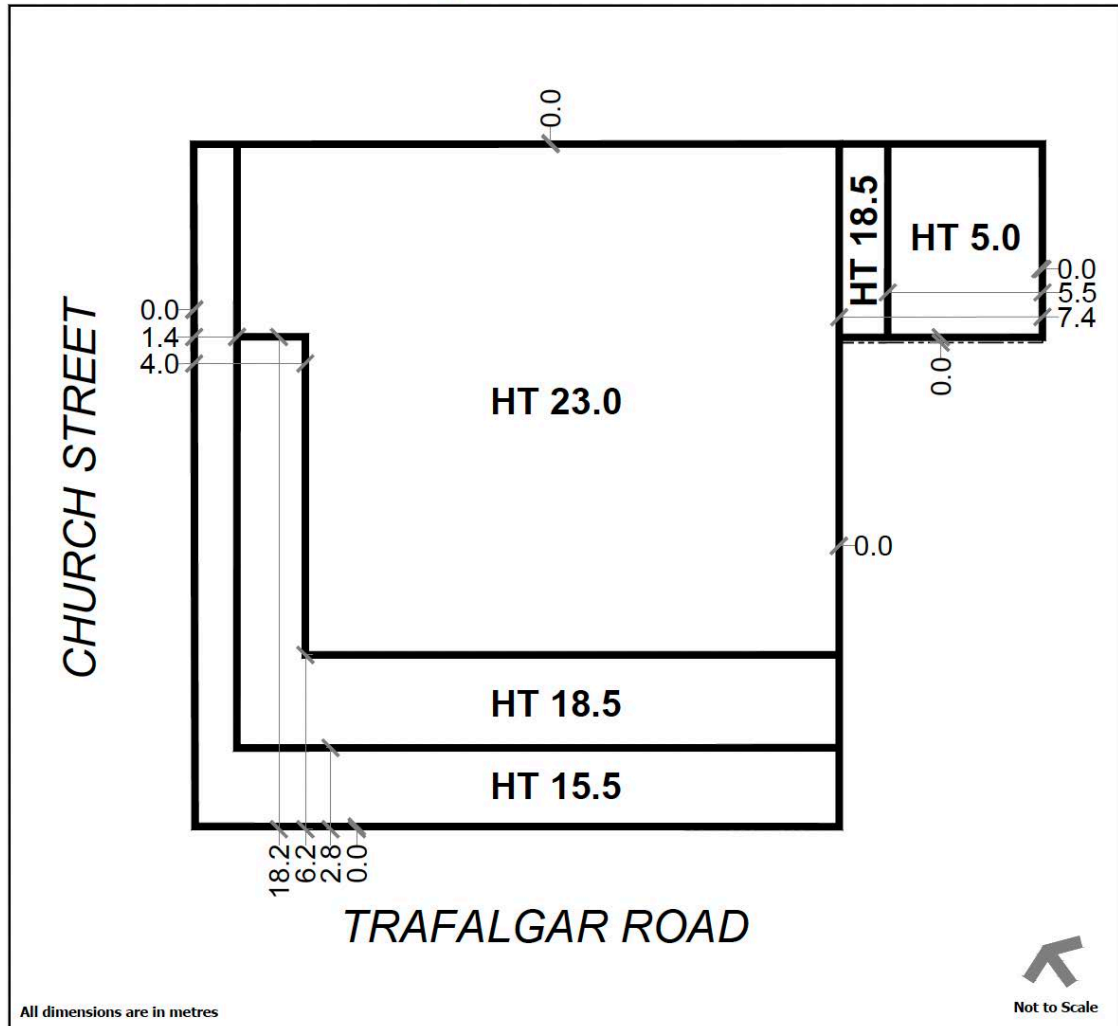 0.0
HT 18.5
HT 5.0
0.0
5.5
7.4
0.0
1.4
4.0
0.0
HT 23.0
CHURCH STREET
0.0
HT 18.5
HT 15.5
18.2
6.2
2.8
0.0
TRAFALGAR ROAD
All dimensions are in metres
Not to Scale